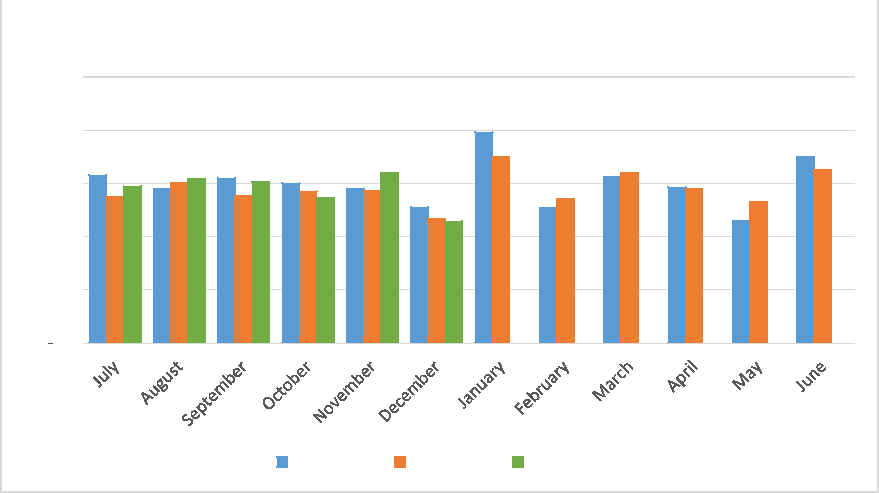 -
July
August
September
October
November
December
January
February
March
April
May
June